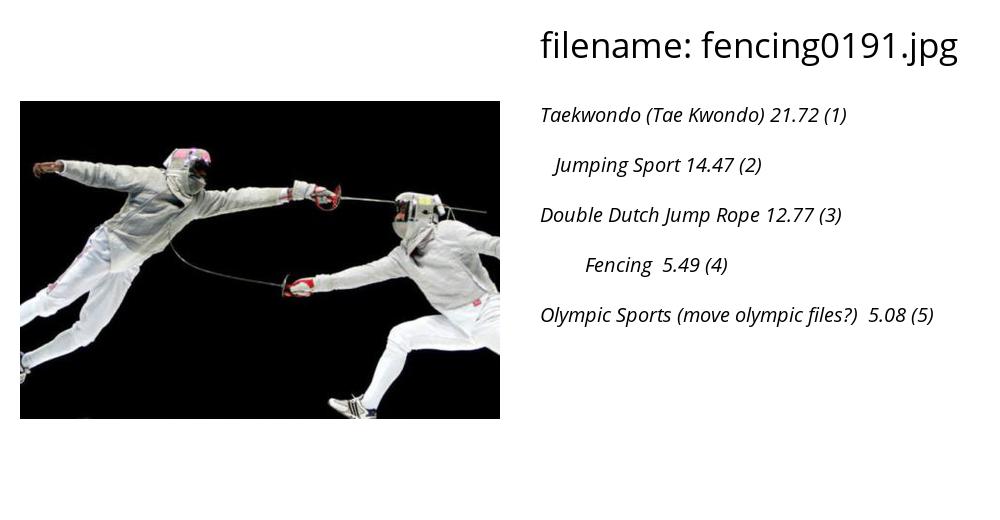 filename: fencing0191.jpg
Taekwondo (Tae Kwondo) 21.72 (1)
Jumping Sport 14.47 (2)
Double Dutch Jump Rope 12.77 (3)
Fencing 5.49 (4)
Olympic Sports (move olympic files?) 5.08 (5)